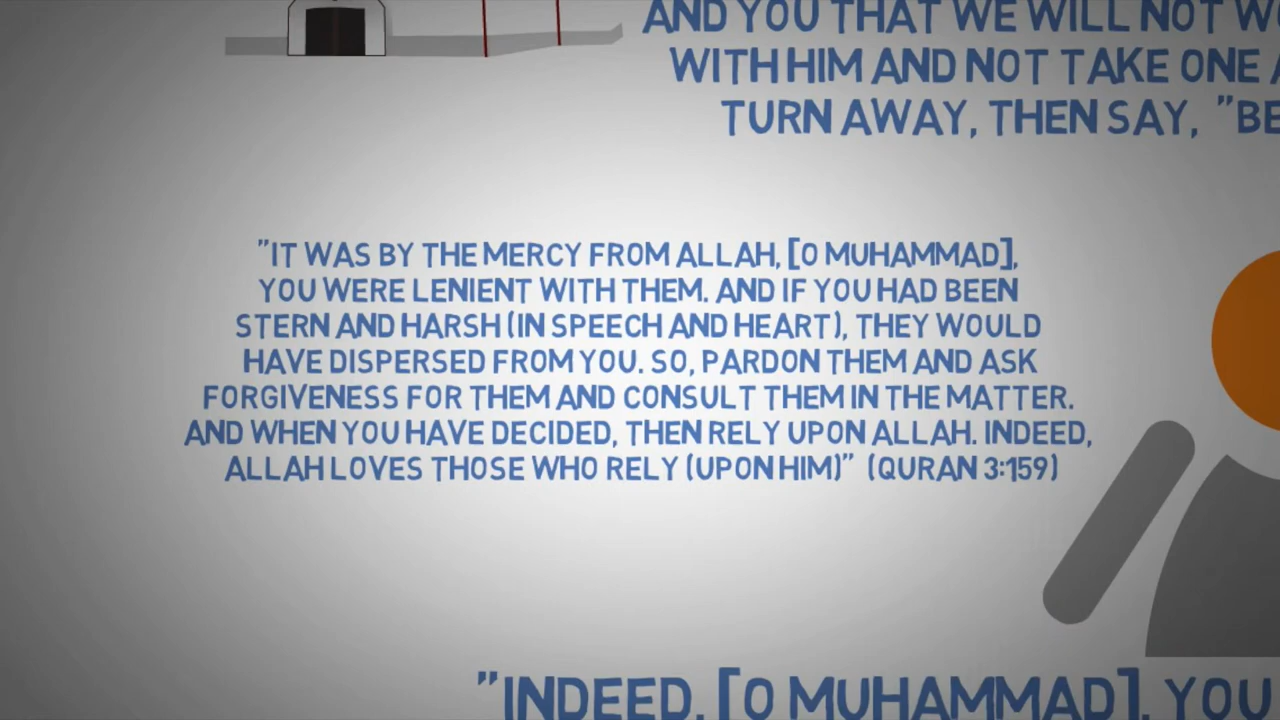 AND YOU THAT WE WILL NOT
WITH HIM AND NOT TAKE ONE
TURN AWAY, THEN SAY, "BE
"IT WAS BY THE MERCY FROM ALLAH, [O MUHAMMAD],
YOU WERE LENIENT WITH THEM. AND IF YOU HAD BEEN
STERN AND HARSH (IN SPEECH AND HEART), THEY WOULD
HAVE DISPERSED FROM YOU. SO, PARDON THEM AND ASK
FORGIVENESS FOR THEM AND CONSULT THEM IN THE MATTER.
AND WHEN YOU HAVE DECIDED, THEN RELY UPON ALLAH. INDEED,
ALLAH LOVES THOSE WHO RELY (UPON HIM)" (QURAN 3:159)
"INDEED, [O MUHAMMAD], YOU